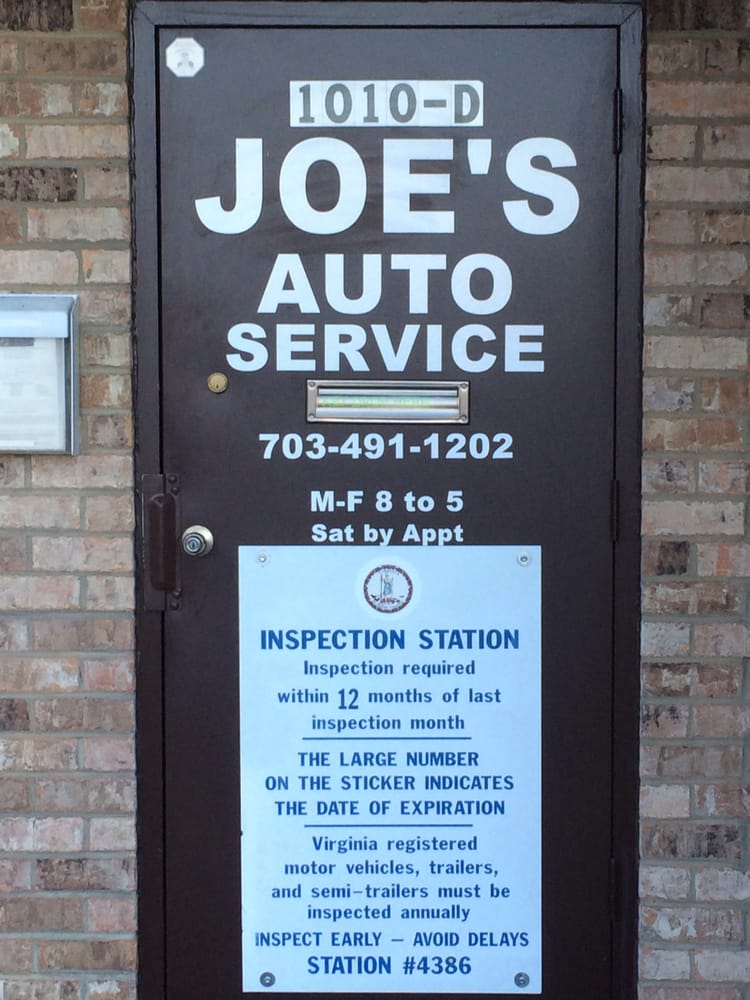 1010-D
JOE'S
AUTO
SERVICE
703-491-1202
M-F 8 to 5
Sat by Appt
INSPECTION STATION
Inspection required
within 12 months of last
inspection month
THE LARGE NUMBER
ON THE STICKER INDICATES
THE DATE OF EXPIRATION
Virginia registered
motor vehicles, trailers,
and semi-trailers must be
inspected annually
INSPECT EARLY — AVOID DELAYS
STATION #4386